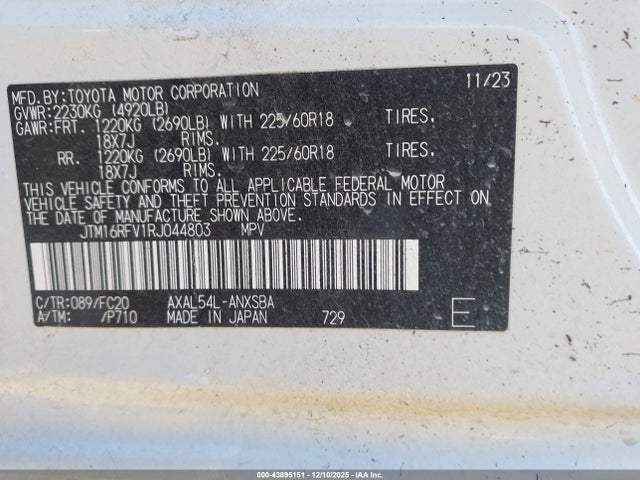 MFD.BY:TOYOTA MOTOR CORPORATION 11/23
GVWR:2230KG (4920LB)
GAWR:FRT. 1220KG (2690LB) WITH 225/60R18 TIRES.
18X7J RIMS.
RR. 1220KG (2690LB) WITH 225/60R18 TIRES.
18X7J RIMS.
THIS VEHICLE CONFORMS TO ALL APPLICABLE FEDERAL MOTOR
VEHICLE SAFETY AND THEFT PREVENTION STANDARDS IN EFFECT ON
THE DATE OF MANUFACTURE SHOWN ABOVE.
JTM16RFV1RJ044803 MPV
C/TR:089/FC20 AXAL54L-ANXSBA
A/TM: /P710 MADE IN JAPAN 729 E
000-43895151 - 12/10/2025 - IAAI.COM